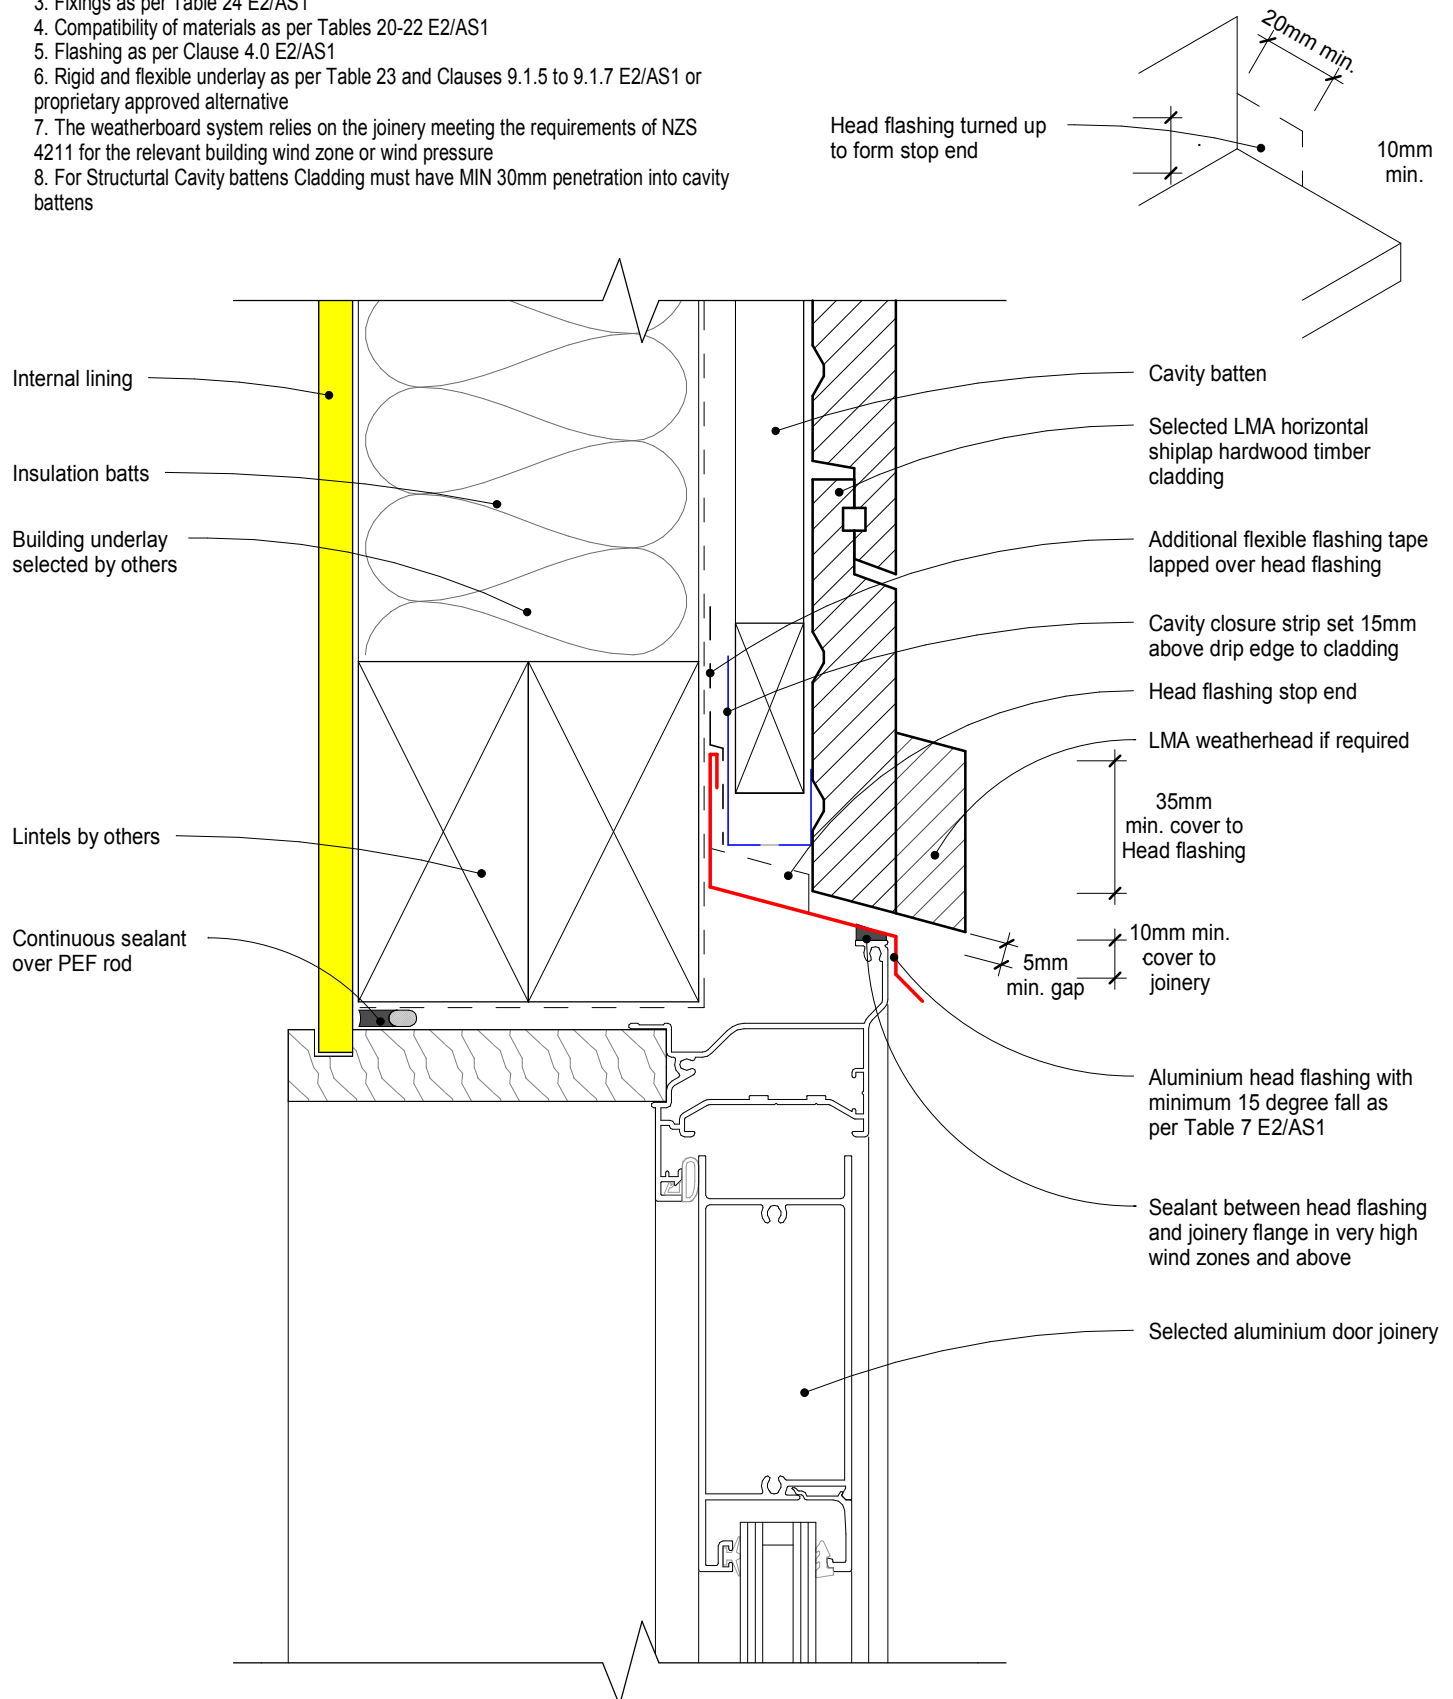 3. Fixings as per Table 24 E2/AS1
4. Compatibility of materials as per Tables 20-22 E2/AS1
5. Flashing as per Clause 4.0 E2/AS1
6. Rigid and flexible underlay as per Table 23 and Clauses 9.1.5 to 9.1.7 E2/AS1 or
proprietary approved alternative
7. The weatherboard system relies on the joinery meeting the requirements of NZS
4211 for the relevant building wind zone or wind pressure
8. For Structurtal Cavity battens Cladding must have MIN 30mm penetration into cavity
battens
20mm min.
Head flashing turned up
to form stop end
10mm
min.
Internal lining
Insulation batts
Building underlay
selected by others
Lintels by others
Continuous sealant
over PEF rod
Cavity batten
Selected LMA horizontal
shiplap hardwood timber
cladding
Additional flexible flashing tape
lapped over head flashing
Cavity closure strip set 15mm
above drip edge to cladding
Head flashing stop end
LMA weatherhead if required
35mm
min. cover to
Head flashing
10mm min.
cover to
joinery
5mm
min. gap
Aluminium head flashing with
minimum 15 degree fall as
per Table 7 E2/AS1
Sealant between head flashing
and joinery flange in very high
wind zones and above
Selected aluminium door joinery